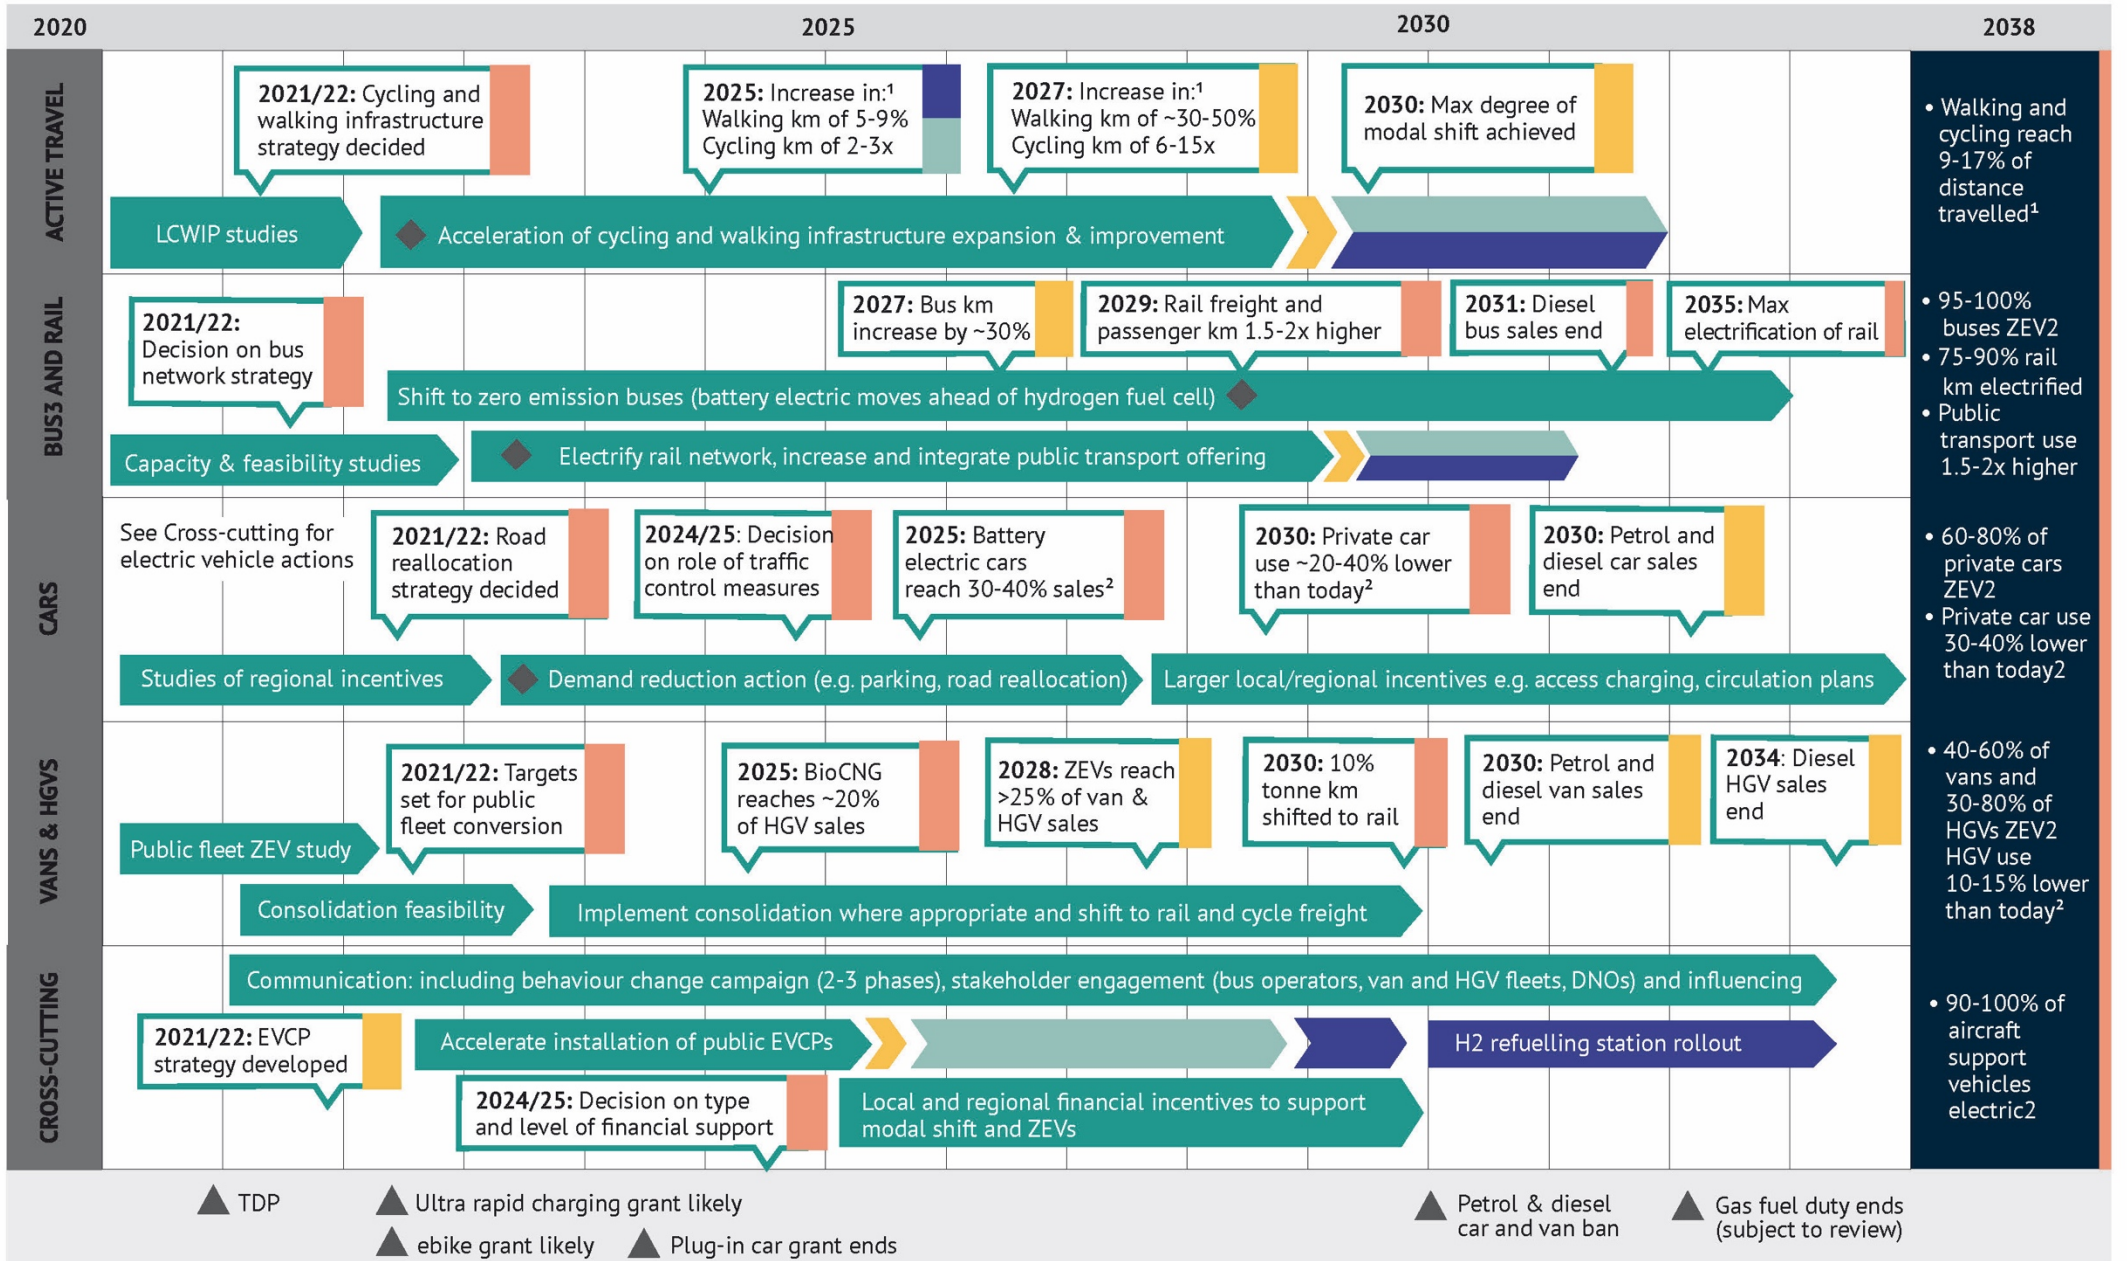 2020
2025
2030
2038
ACTIVE TRAVEL
2021/22: Cycling and
walking infrastructure
strategy decided
2025: Increase in:¹
Walking km of 5-9%
Cycling km of 2-3x
2027: Increase in:¹
Walking km of ~30-50%
Cycling km of 6-15x
2030: Max degree of
modal shift achieved
LCWIP studies
Acceleration of cycling and walking infrastructure expansion & improvement
• Walking and
cycling reach
9-17% of
distance
travelled¹
BUS3 AND RAIL
2021/22:
Decision on bus
network strategy
2027: Bus km
increase by ~30%
2029: Rail freight and
passenger km 1.5-2x higher
2031: Diesel
bus sales end
2035: Max
electrification of rail
Shift to zero emission buses (battery electric moves ahead of hydrogen fuel cell)
Capacity & feasibility studies
Electrify rail network, increase and integrate public transport offering
• 95-100%
buses ZEV2
• 75-90% rail
km electrified
• Public
transport use
1.5-2x higher
CARS
See Cross-cutting for
electric vehicle actions
2021/22: Road
reallocation
strategy decided
2024/25: Decision
on role of traffic
control measures
2025: Battery
electric cars
reach 30-40% sales²
2030: Private car
use ~20-40% lower
than today²
2030: Petrol and
diesel car sales
end
Studies of regional incentives
Demand reduction action (e.g. parking, road reallocation)
Larger local/regional incentives e.g. access charging, circulation plans
• 60-80% of
private cars
ZEV2
• Private car use
30-40% lower
than today2
VANS & HGVS
2021/22: Targets
set for public
fleet conversion
2025: BioCNG
reaches ~20%
of HGV sales
2028: ZEVs reach
>25% of van &
HGV sales
2030: 10%
tonne km
shifted to rail
2030: Petrol and
diesel van sales
end
2034: Diesel
HGV sales
end
Public fleet ZEV study
Consolidation feasibility
Implement consolidation where appropriate and shift to rail and cycle freight
• 40-60% of
vans and
30-80% of
HGVs ZEV2
HGV use
10-15% lower
than today²
CROSS-CUTTING
Communication: including behaviour change campaign (2-3 phases), stakeholder engagement (bus operators, van and HGV fleets, DNOs) and influencing
2021/22: EVCP
strategy developed
Accelerate installation of public EVCPs
H2 refuelling station rollout
2024/25: Decision on type
and level of financial support
Local and regional financial incentives to support
modal shift and ZEVs
• 90-100% of
aircraft
support
vehicles
electric2
TDP
Ultra rapid charging grant likely
ebike grant likely
Plug-in car grant ends
Petrol & diesel
car and van ban
Gas fuel duty ends
(subject to review)